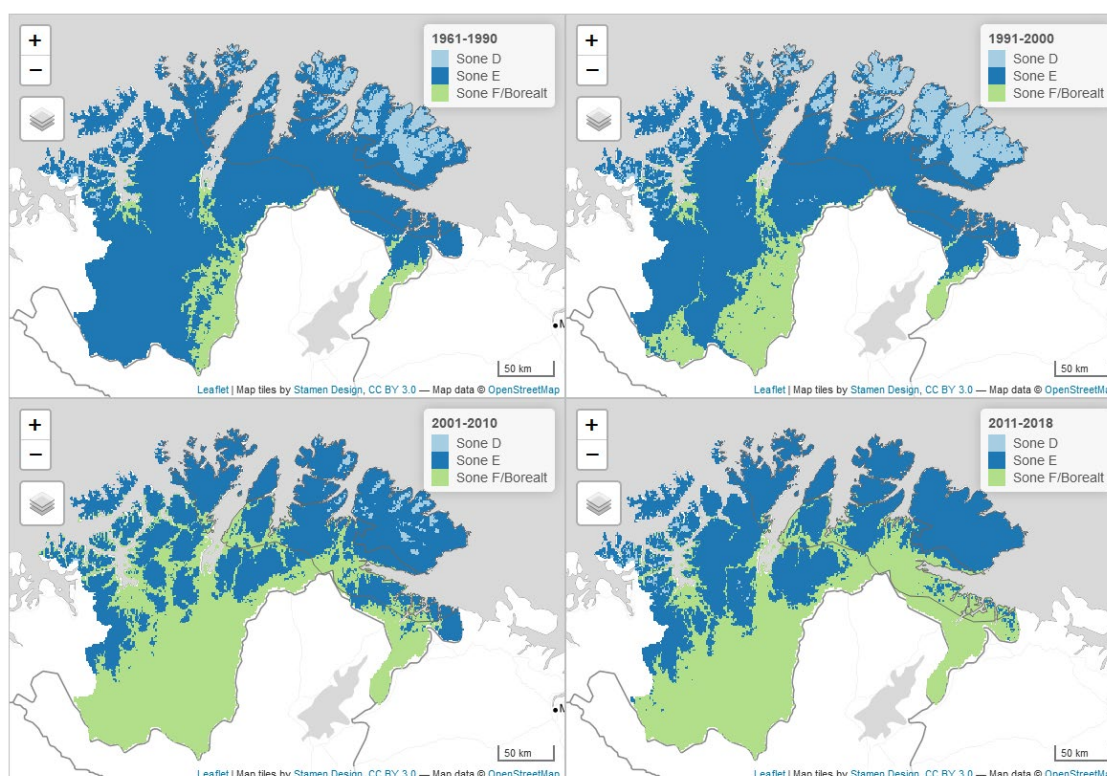 +
−
1961-1990
Sone D
Sone E
Sone F/Borealt
50 km
Leaflet | Map tiles by Stamen Design, CC BY 3.0 — Map data © OpenStreetMap
+
−
1991-2000
Sone D
Sone E
Sone F/Borealt
50 km
Leaflet | Map tiles by Stamen Design, CC BY 3.0 — Map data © OpenStreetMap
+
−
2001-2010
Sone D
Sone E
Sone F/Borealt
50 km
Leaflet | Map tiles by Stamen Design, CC BY 3.0 — Map data © OpenStreetMap
+
−
2011-2018
Sone D
Sone E
Sone F/Borealt
50 km
Leaflet | Map tiles by Stamen Design, CC BY 3.0 — Map data © OpenStreetMap